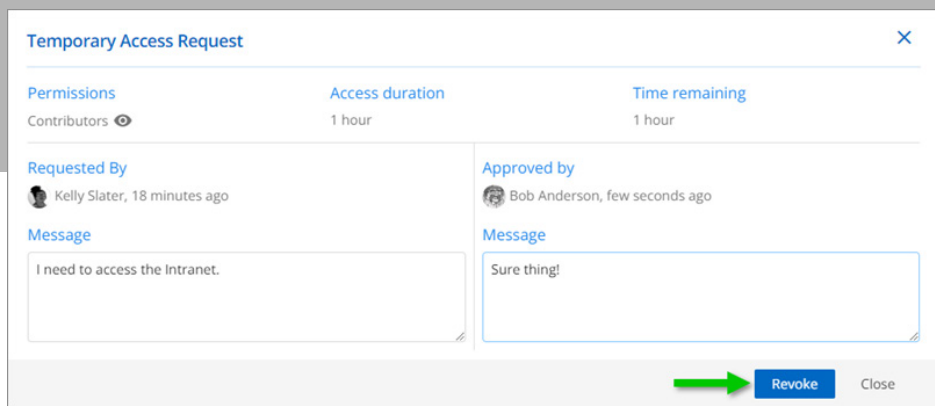 Temporary Access Request
Permissions Access duration Time remaining
Contributors 1 hour 1 hour
Requested By Approved by
Kelly Slater, 18 minutes ago Bob Anderson, few seconds ago
Message Message
I need to access the Intranet. Sure thing!
Revoke Close